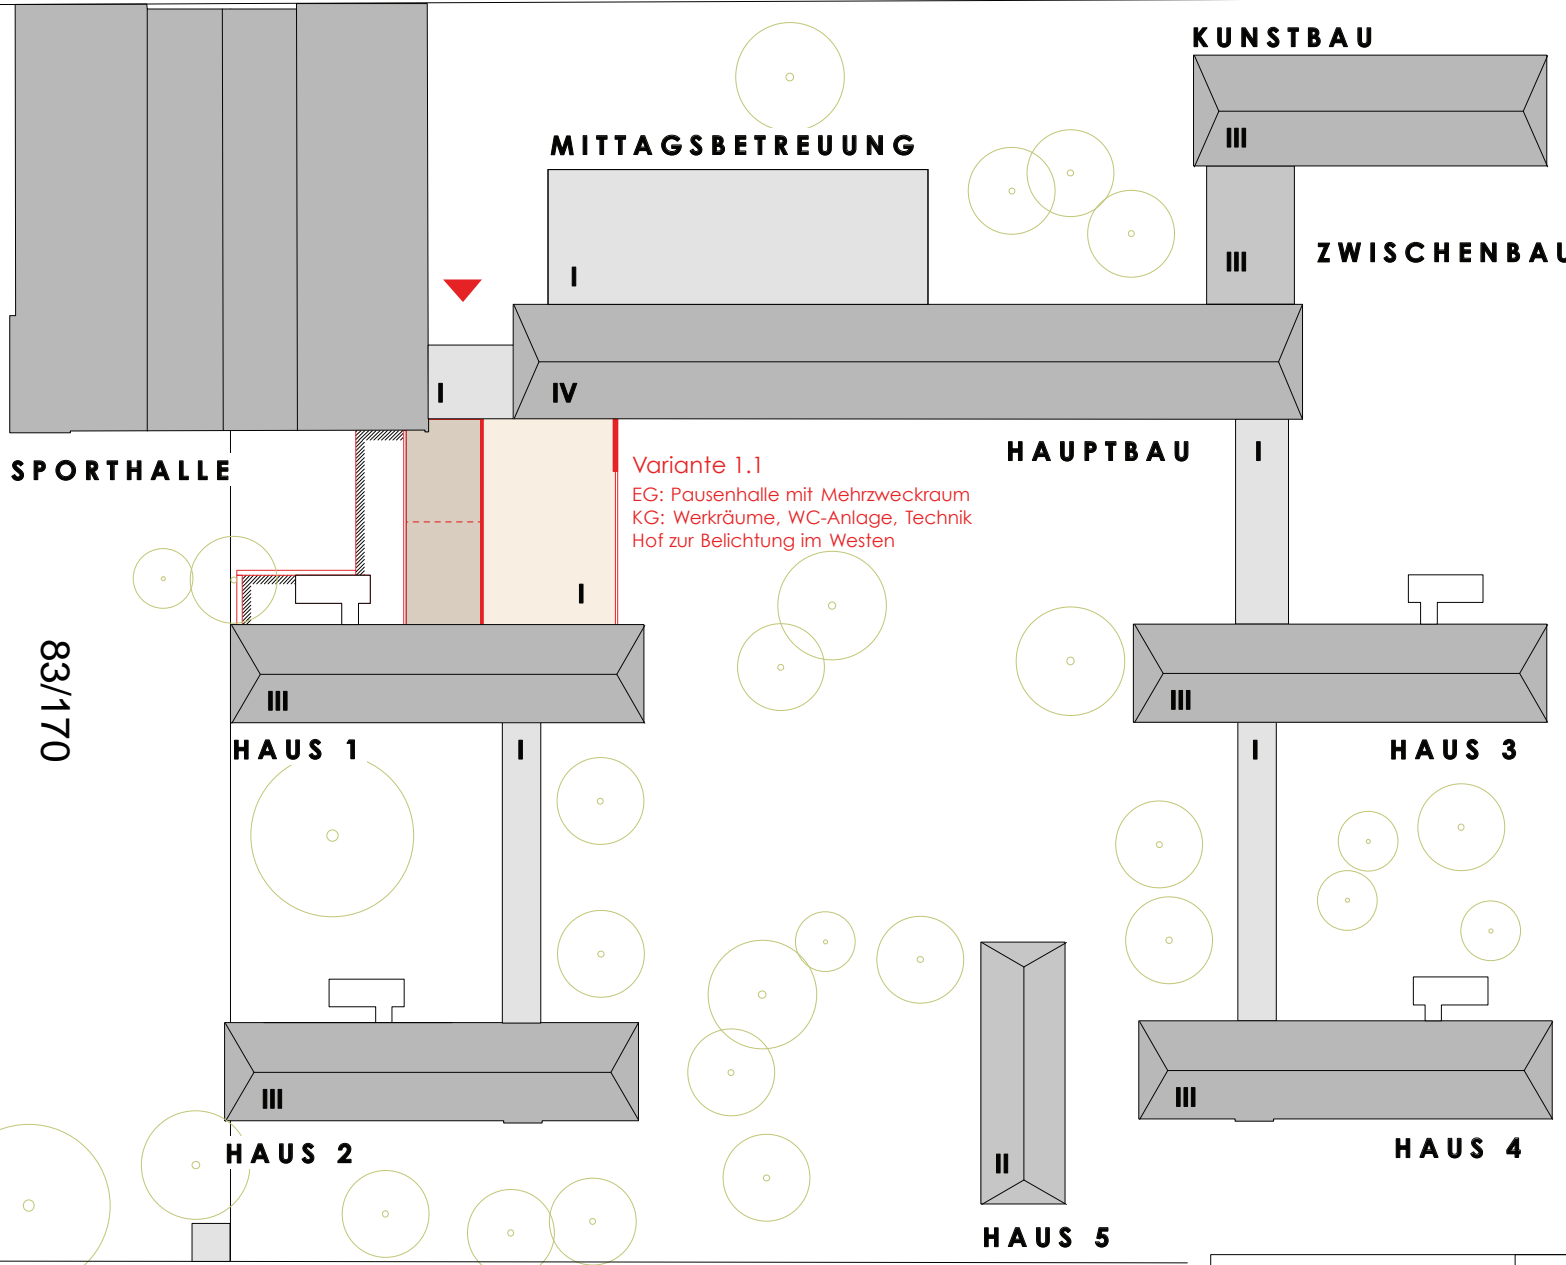 KUNSTBAU
III
MITTAGSBETREUUNG
I
III
ZWISCHENBAU
I
IV
HAUPTBAU
I
SPORTHALLE
Variante 1.1
EG: Pausenhalle mit Mehrzweckraum
KG: Werkräume, WC-Anlage, Technik
Hof zur Belichtung im Westen
I
83/170
III
HAUS 1
I
III
I
HAUS 3
III
HAUS 2
II
HAUS 5
III
HAUS 4